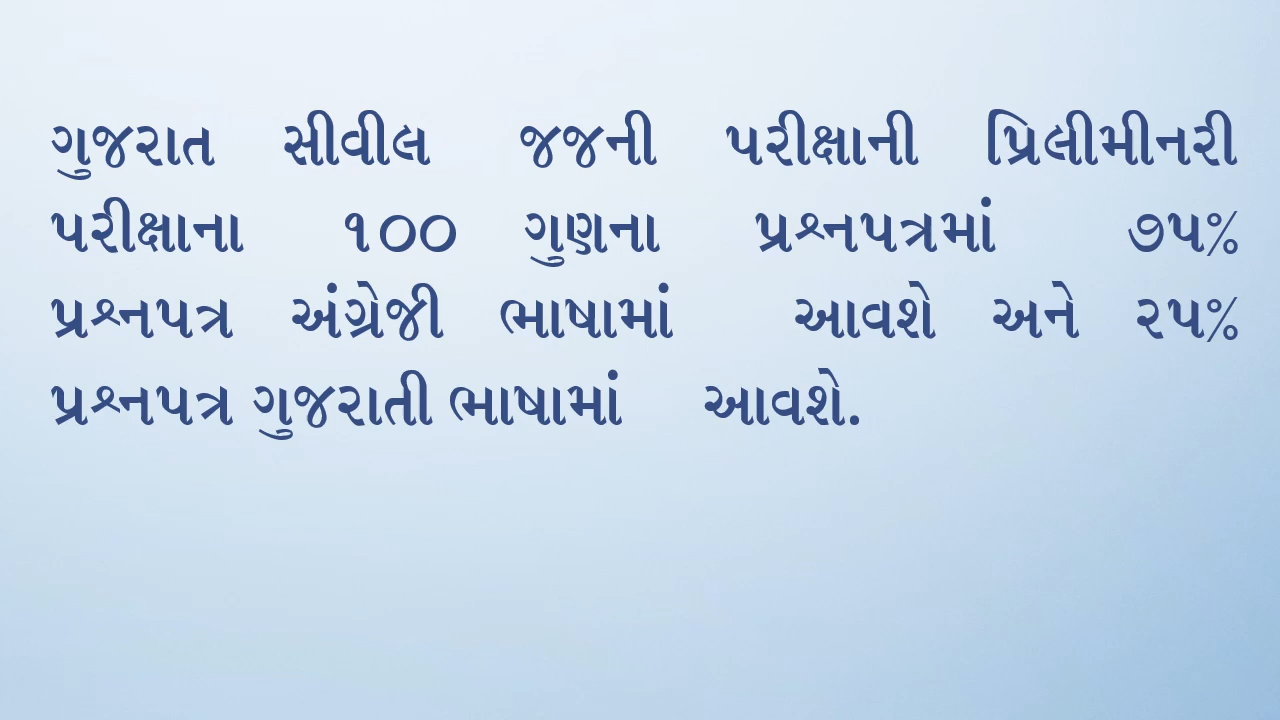 ગુજરાત સીવીલ જજની પરીક્ષાની પ્રિલીમીનરી
પરીક્ષાના ૧૦૦ ગુણના પ્રશ્નપત્રમાં ૭૫%
પ્રશ્નપત્ર અંગ્રેજી ભાષામાં આવશે અને ૨૫%
પ્રશ્નપત્ર ગુજરાતી ભાષામાં આવશે.